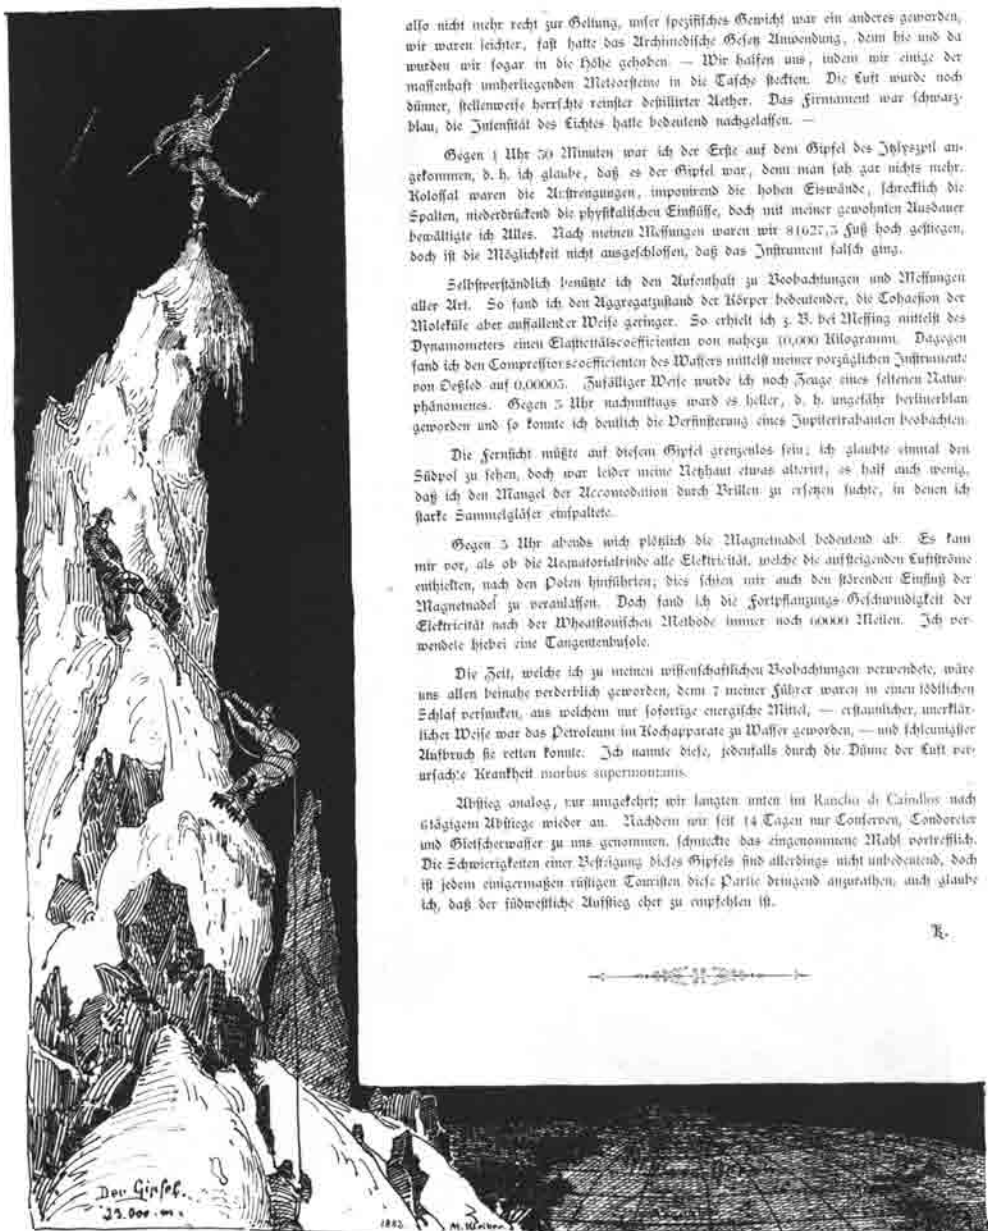 also nicht mehr recht zur Geltung, unser spezifisches Gewicht war ein anderes geworden,
wir waren leichter, fast hatte das Archimedische Gesetz Anwendung, denn hie und da
wurden wir sogar in die Höhe gehoben. — Wir halfen uns, indem wir einige der
massenhaft umherliegenden Meteorsteine in die Tasche steckten. Die Luft wurde noch
dünner, stellenweise herrschte reinster destillirter Aether. Das Firmament war schwarz-
blau, die Intensität des Lichtes hatte bedeutend nachgelassen. —
Gegen 1 Uhr 30 Minuten war ich der Erste auf dem Gipfel des an-
gekommen, d. h. ich glaube, daß es der Gipfel war, denn man sah gar nichts mehr.
Kolossal waren die Anstrengungen, imponirend die hohen Eiswände, schrecklich die
Spalten, niederdrückend die physikalischen Einflüsse, doch mit meiner gewohnten Ausdauer
bewältigte ich Alles. Nach meinen Messungen waren wir 81627,3 Fuß hoch gestiegen,
doch ist die Möglichkeit nicht ausgeschlossen, daß das Instrument falsch ging.
Selbstverständlich benützte ich den Aufenthalt zu Beobachtungen und Messungen
aller Art. So fand ich den Aggregatzustand der Körper bedeutender, die Cohaesion der
Moleküle aber auffallender Weise geringer. So erhielt ich z. B. bei Messing mittelst des
Dynamometers einen Elasticitätscoefficienten von nahezu 10,000 Kilogramm. Dagegen
fand ich den Compressionscoëfficienten des Wassers mittelst meiner vorzüglichen Instrumente
von auf 0,00005. Zufälliger Weise wurde ich noch Zeuge eines seltenen Natur-
phänomenes. Gegen 3 Uhr nachmittags ward es heller, d. h. ungefähr berlinerblau
geworden und so konnte ich deutlich die Verfinsterung eines Jupitertrabanten beobachten.
Die Fernsicht müßte auf diesem Gipfel grenzenlos sein; ich glaubte einmal den
Südpol zu sehen, doch war leider meine Netzhaut etwas alterirt, es half auch wenig,
daß ich den Mangel der Accomodation durch Brillen zu ersetzen suchte, in denen ich
starke Sammelgläser einspaltete.
Gegen 5 Uhr abends wich plötzlich die Magnetnadel bedeutend ab. Es kam
mir vor, als ob die Aequatorialrinde alle Elektricität, welche die aufsteigenden Luftströme
enthielten, nach den Polen hinführten; dies schien mir auch den störenden Einfluß der
Magnetnadel zu veranlassen. Doch fand ich die Fortpflanzungs-Geschwindigkeit der
Elektricität nach der Wheatstonischen Methode immer noch 60000 Meilen. Ich ver-
wendete hiebei eine Tangentenbusole.
Die Zeit, welche ich zu meinen wissenschaftlichen Beobachtungen verwendete, wäre
uns allen beinahe verderblich geworden, denn 7 meiner Führer waren in einen tödtlichen
Schlaf versunken, aus welchem nur sofortige energische Mittel, — erstaunlicher, unerklär-
licher Weise war das Petroleum im Kochapparate zu Wasser geworden, — und schleunigster
Aufbruch sie retten konnte. Ich nannte diese, jedenfalls durch die Dünne der Luft ver-
ursachte Krankheit morbus supermontanis.
Abstieg analog, nur umgekehrt; wir langten unten im Rancho di nach
6tägigem Abstiege wieder an. Nachdem wir seit 14 Tagen nur Conserven, Condoreier
und Gletscherwasser zu uns genommen, schmeckte das eingenommene Mahl vortrefflich.
Die Schwierigkeiten einer Besteigung dieses Gipfels sind allerdings nicht unbedeutend, doch
ist jedem einigermaßen rüstigen Touristen diese Partie dringend anzurathen, auch glaube
ich, daß der südwestliche Aufstieg eher zu empfehlen ist.
K.
Der Gipfel.
23.000 m.
1882